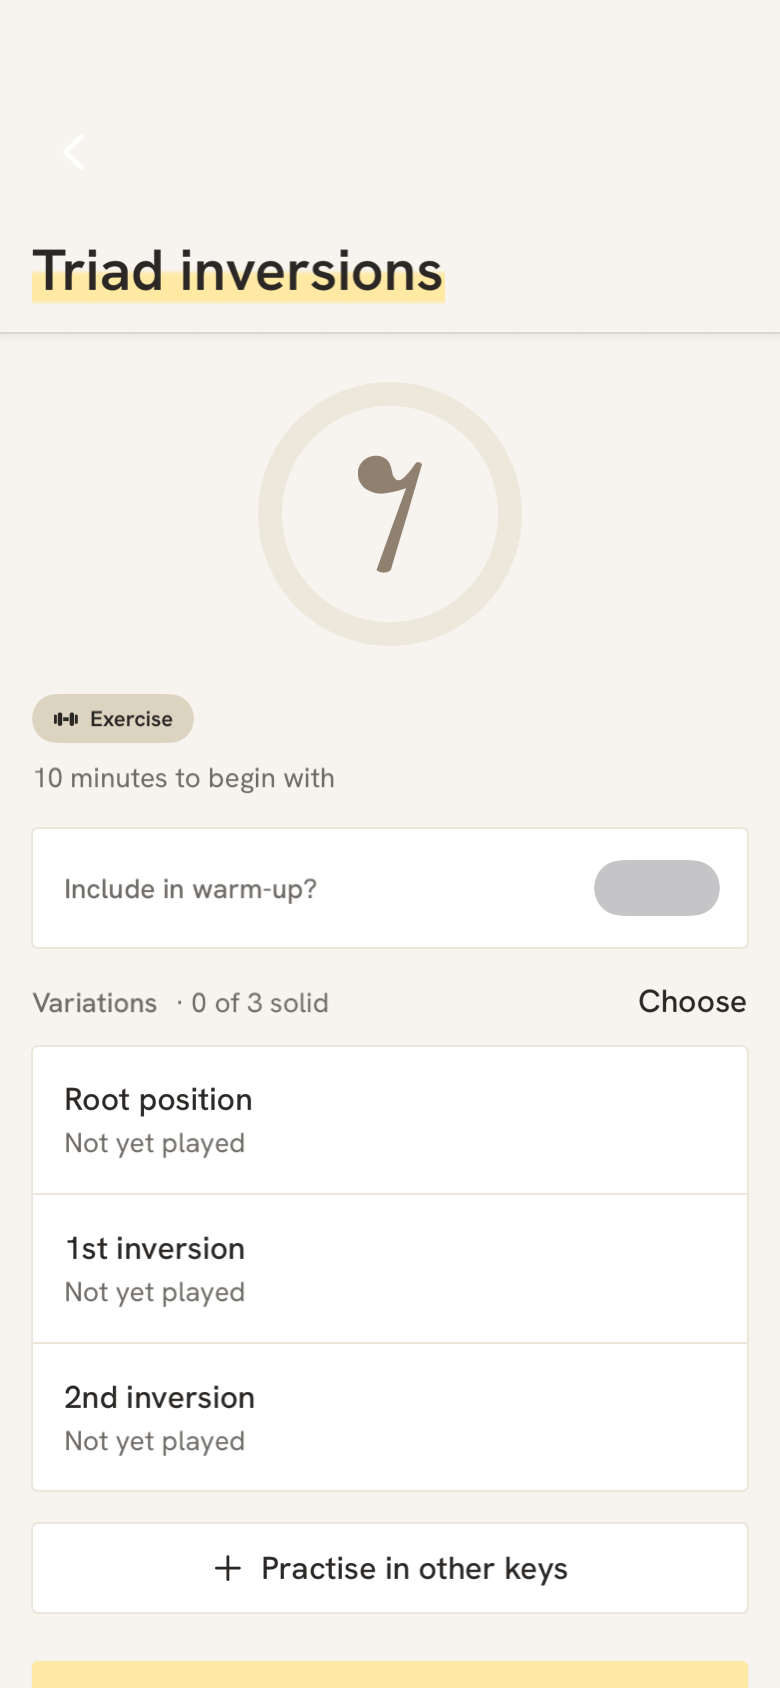 Triad inversions
Exercise
10 minutes to begin with
Include in warm-up?
Variations · 0 of 3 solid
Choose
Root position
Not yet played
1st inversion
Not yet played
2nd inversion
Not yet played
+ Practise in other keys